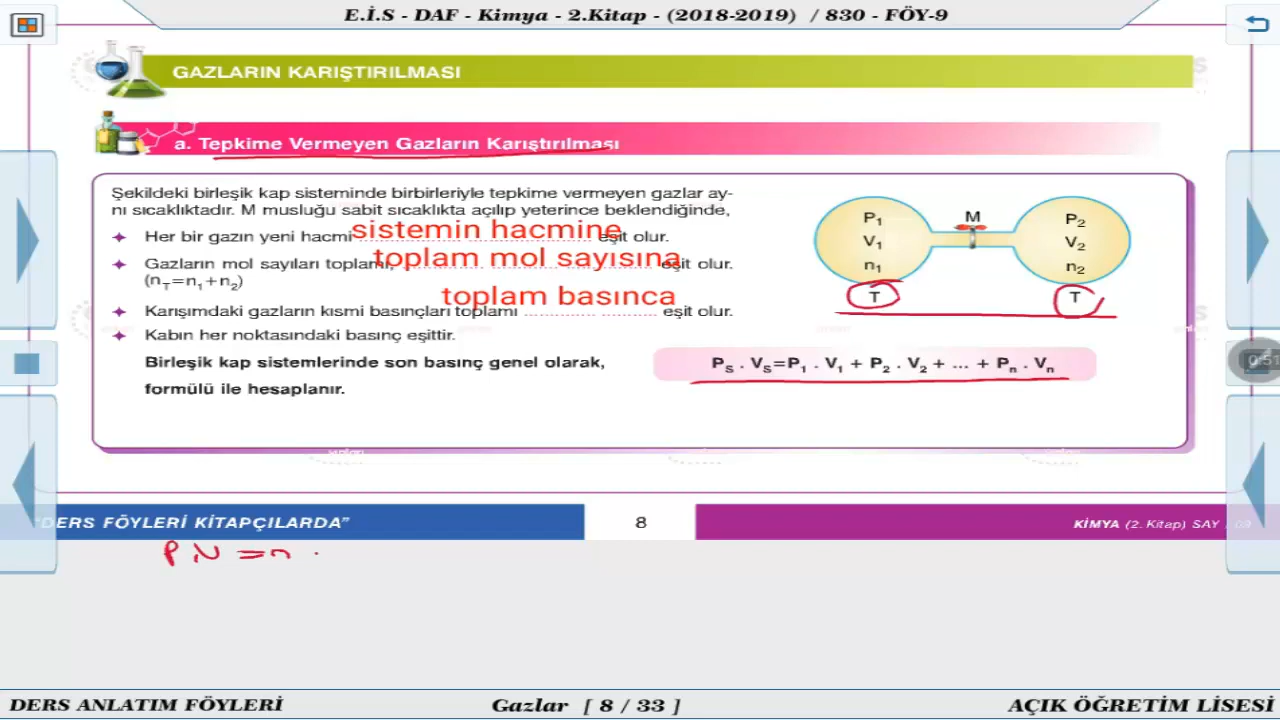 E.İ.S - DAF - Kimya - 2.Kitap - (2018-2019) / 830 - FÖY-9
GAZLARIN KARIŞTIRILMASI
a. Tepkime Vermeyen Gazların Karıştırılması
Şekildeki birleşik kap sisteminde birbirleriyle tepkime vermeyen gazlar ay-
nı sıcaklıktadır. M musluğu sabit sıcaklıkta açılıp yeterince beklendiğinde,
Her bir gazın yeni hacmi sistemin hacmine eşit olur.
Gazların mol sayıları toplamı, toplam mol sayısına eşit olur.
(nT=n1+n2)
Karışımdaki gazların kısmi basınçları toplamı toplam basınca eşit olur.
Kabın her noktasındaki basınç eşittir.
Birleşik kap sistemlerinde son basınç genel olarak,
formülü ile hesaplanır.
P1 M P2
V1 V2
n1 n2
T T
PS . VS=P1 . V1 + P2 . V2 + ... + Pn . Vn
0:51
"DERS FÖYLERİ KİTAPÇILARDA"
8
KİMYA (2. Kitap) SAY
P.V = n .
DERS ANLATIM FÖYLERİ
Gazlar [ 8 / 33 ]
AÇIK ÖĞRETİM LİSESİ